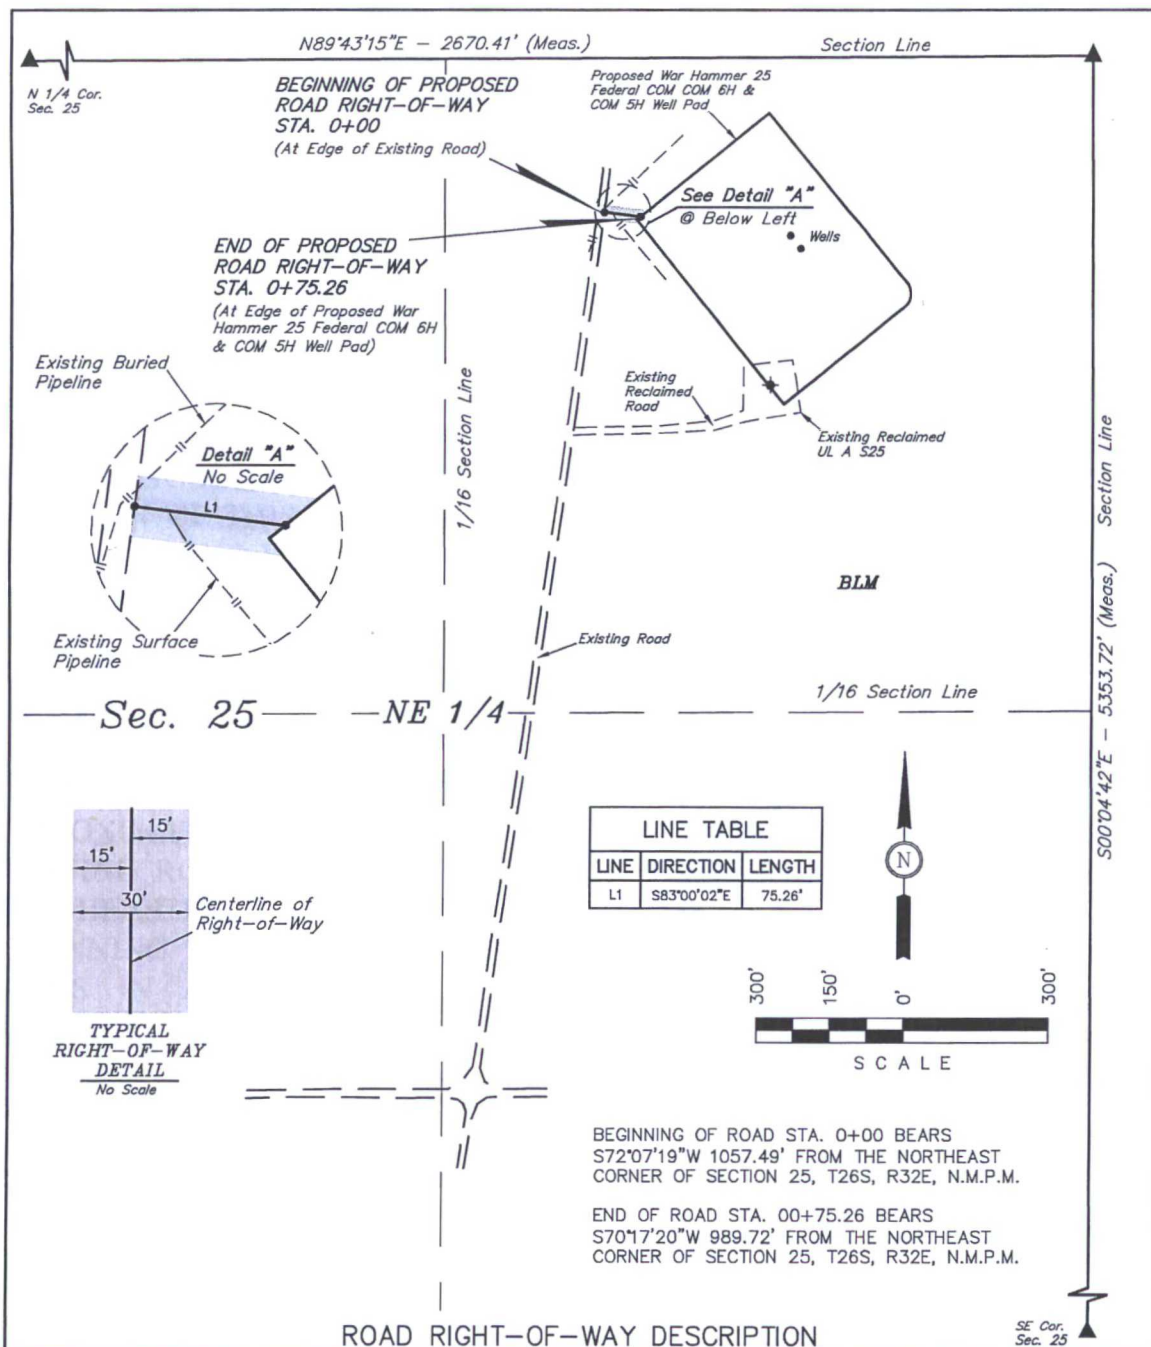 N89°43'15"E - 2670.41' (Meas.)
Section Line
N 1/4 Cor.
Sec. 25
BEGINNING OF PROPOSED
ROAD RIGHT-OF-WAY
STA. 0+00
(At Edge of Existing Road)
Proposed War Hammer 25
Federal COM COM 6H &
COM 5H Well Pad
See Detail "A"
@ Below Left
Wells
END OF PROPOSED
ROAD RIGHT-OF-WAY
STA. 0+75.26
(At Edge of Proposed War
Hammer 25 Federal COM 6H
& COM 5H Well Pad)
Existing Buried
Pipeline
Detail "A"
No Scale
L1
Existing Surface
Pipeline
1/16 Section Line
Existing
Reclaimed
Road
Existing Reclaimed
UL A S25
Section Line
S00°04'42"E - 5353.72' (Meas.)
BLM
Existing Road
1/16 Section Line
Sec. 25
NE 1/4
15'
15'
30'
Centerline of
Right-of-Way
TYPICAL
RIGHT-OF-WAY
DETAIL
No Scale
LINE TABLE
LINE DIRECTION LENGTH
L1 S83°00'02"E 75.26'
N
300' 150' 0' 300'
SCALE
BEGINNING OF ROAD STA. 0+00 BEARS
S72°07'19"W 1057.49' FROM THE NORTHEAST
CORNER OF SECTION 25, T26S, R32E, N.M.P.M.
END OF ROAD STA. 00+75.26 BEARS
S70°17'20"W 989.72' FROM THE NORTHEAST
CORNER OF SECTION 25, T26S, R32E, N.M.P.M.
SE Cor.
Sec. 25
ROAD RIGHT-OF-WAY DESCRIPTION